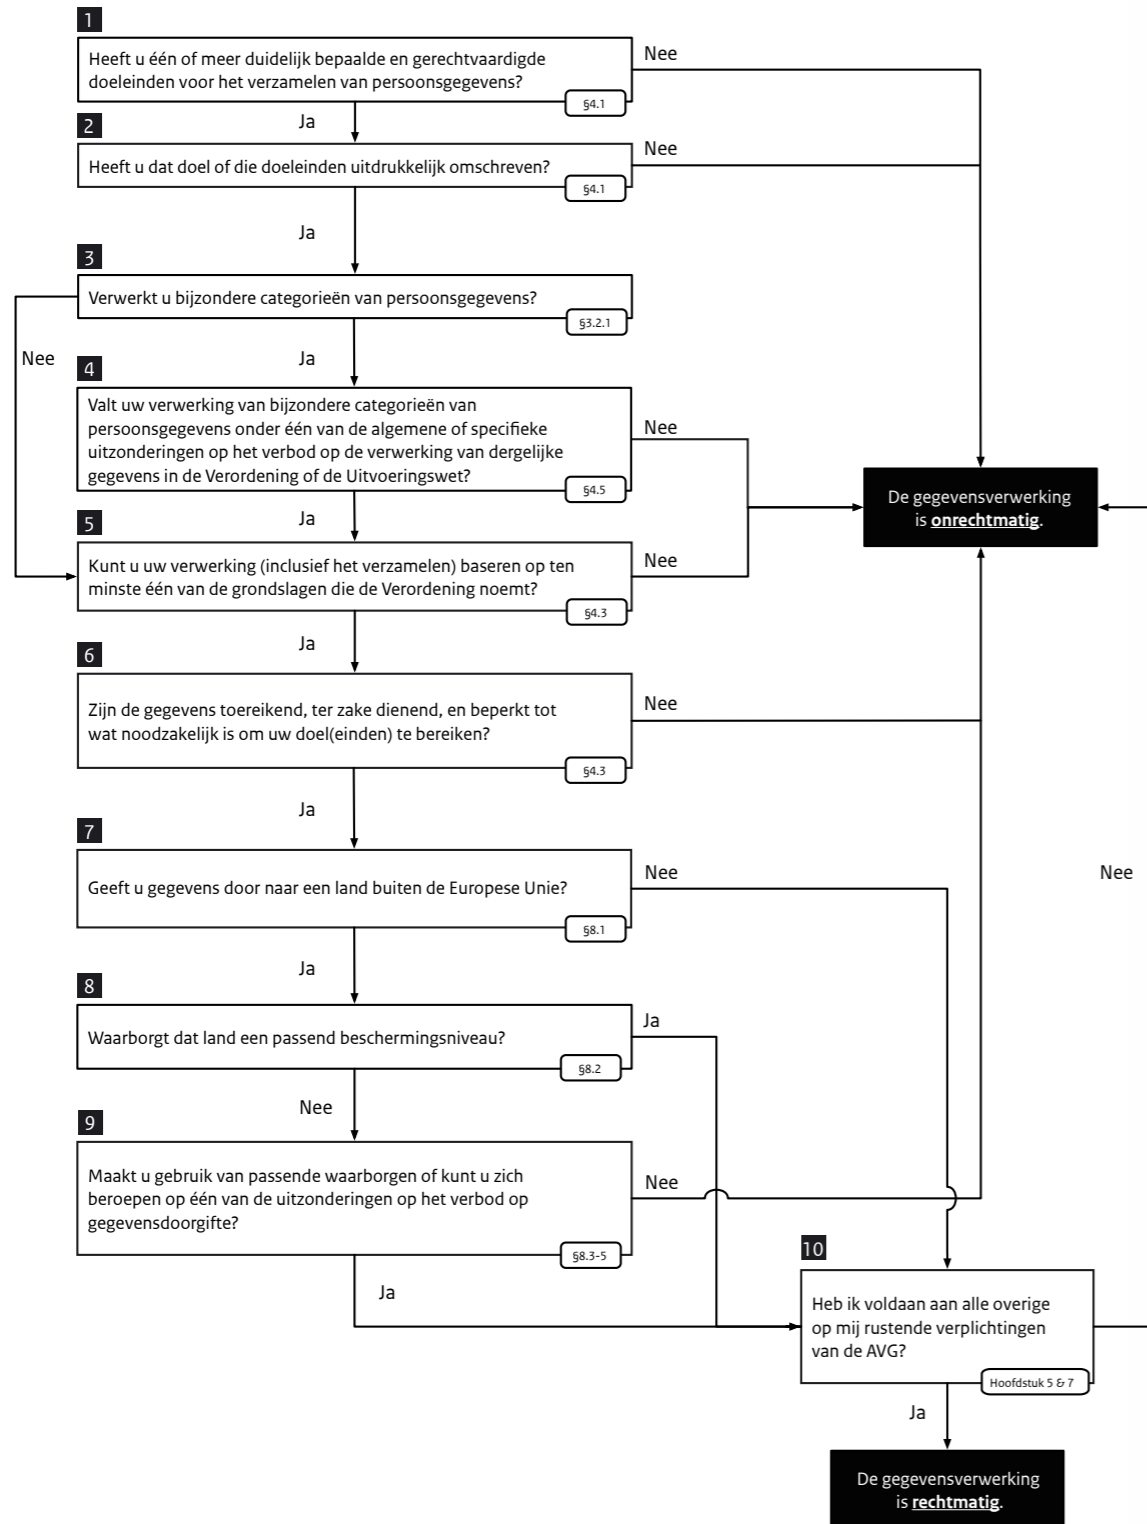 1
Heeft u één of meer duidelijk bepaalde en gerechtvaardigde
doeleinden voor het verzamelen van persoonsgegevens?
§4.1
Nee
Ja
2
Heeft u dat doel of die doeleinden uitdrukkelijk omschreven?
§4.1
Nee
Ja
3
Verwerkt u bijzondere categorieën van persoonsgegevens?
§3.2.1
Nee
Ja
4
Valt uw verwerking van bijzondere categorieën van
persoonsgegevens onder één van de algemene of specifieke
uitzonderingen op het verbod op de verwerking van dergelijke
gegevens in de Verordening of de Uitvoeringswet?
§4.5
Nee
Ja
De gegevensverwerking
is onrechtmatig.
5
Kunt u uw verwerking (inclusief het verzamelen) baseren op ten
minste één van de grondslagen die de Verordening noemt?
§4.3
Nee
Ja
6
Zijn de gegevens toereikend, ter zake dienend, en beperkt tot
wat noodzakelijk is om uw doel(einden) te bereiken?
§4.3
Nee
Ja
7
Geeft u gegevens door naar een land buiten de Europese Unie?
§8.1
Nee
Nee
Ja
8
Waarborgt dat land een passend beschermingsniveau?
§8.2
Ja
Nee
9
Maakt u gebruik van passende waarborgen of kunt u zich
beroepen op één van de uitzonderingen op het verbod op
gegevensdoorgifte?
§8.3-5
Nee
Ja
10
Heb ik voldaan aan alle overige
op mij rustende verplichtingen
van de AVG?
Hoofdstuk 5 & 7
Ja
De gegevensverwerking
is rechtmatig.